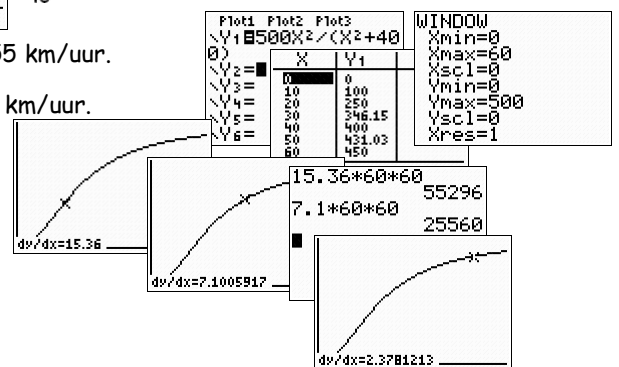 55 km/uur.
km/uur.
Plot1 Plot2 Plot3
\Y1=500X²/(X²+40
0)
\Y2=
\Y3=
\Y4=
\Y5=
\Y6=
X Y1
0 0
10 100
20 250
30 346.15
40 400
50 431.03
60 450
WINDOW
Xmin=0
Xmax=60
Xscl=0
Ymin=0
Ymax=500
Yscl=0
Xres=1
dy/dx=15.36
dy/dx=7.1005917
15.36*60*60
55296
7.1*60*60
25560
dy/dx=2.3781213